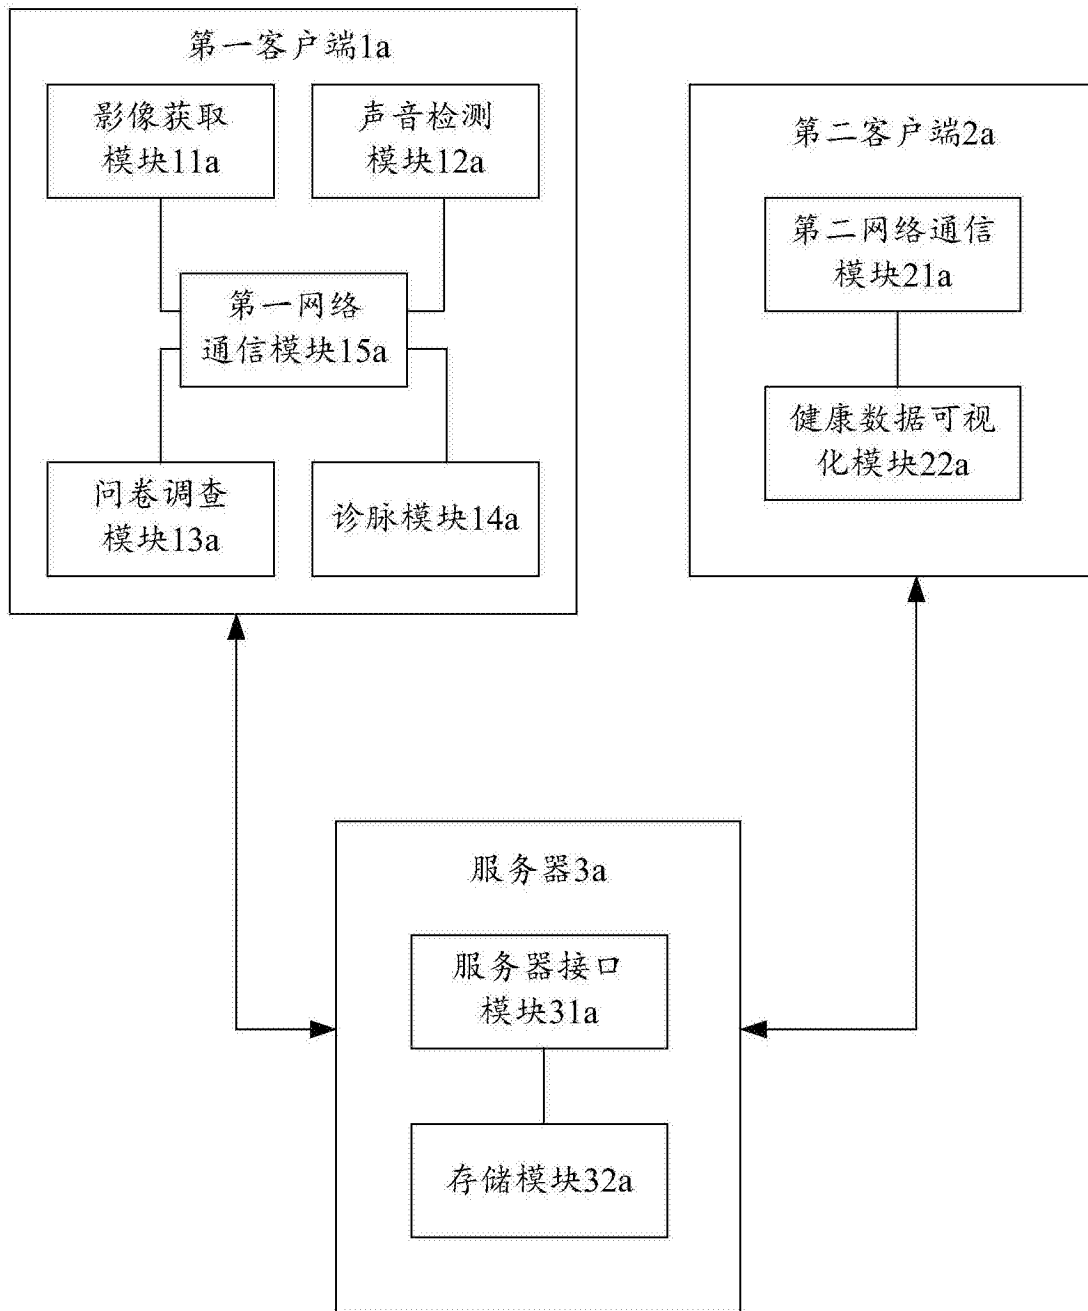 第一客户端1a
影像获取
模块11a
声音检测
模块12a
第一网络
通信模块15a
问卷调查
模块13a
诊脉模块14a
第二客户端2a
第二网络通信
模块21a
健康数据可视
化模块22a
服务器3a
服务器接口
模块31a
存储模块32a